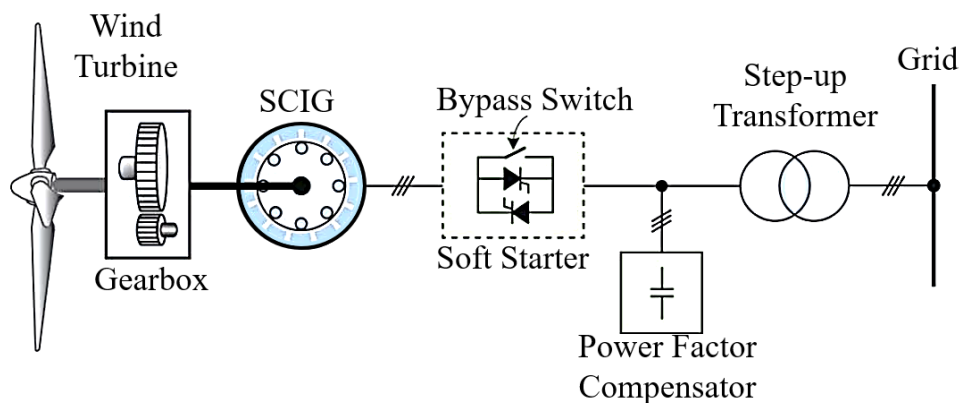 Wind
Turbine
Gearbox
SCIG
Bypass Switch
Soft Starter
Power Factor
Compensator
Step-up
Transformer
Grid